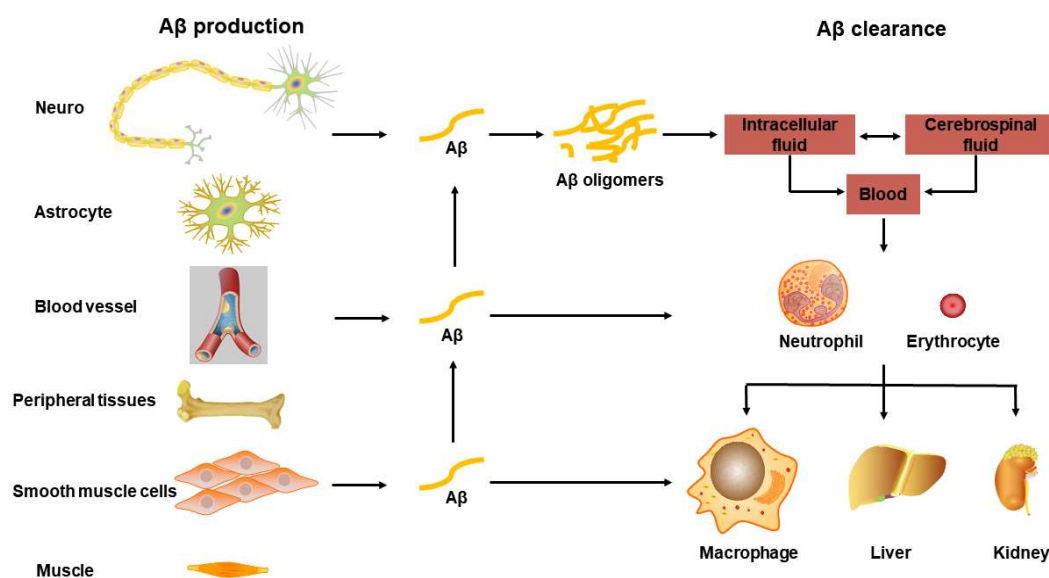 Aβ production
Aβ clearance
Neuro
Astrocyte
Blood vessel
Peripheral tissues
Smooth muscle cells
Muscle
Aβ
Aβ oligomers
Aβ
Aβ
Intracellular
fluid
Cerebrospinal
fluid
Blood
Neutrophil
Erythrocyte
Macrophage
Liver
Kidney